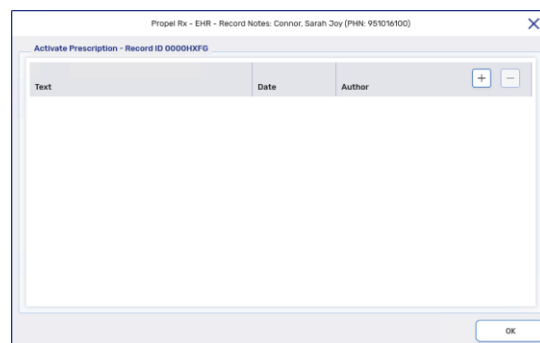 Propel Rx - EHR - Record Notes: Connor, Sarah Joy (PHN: 951016100)
Activate Prescription - Record ID 0000HXFG
Text Date Author
OK